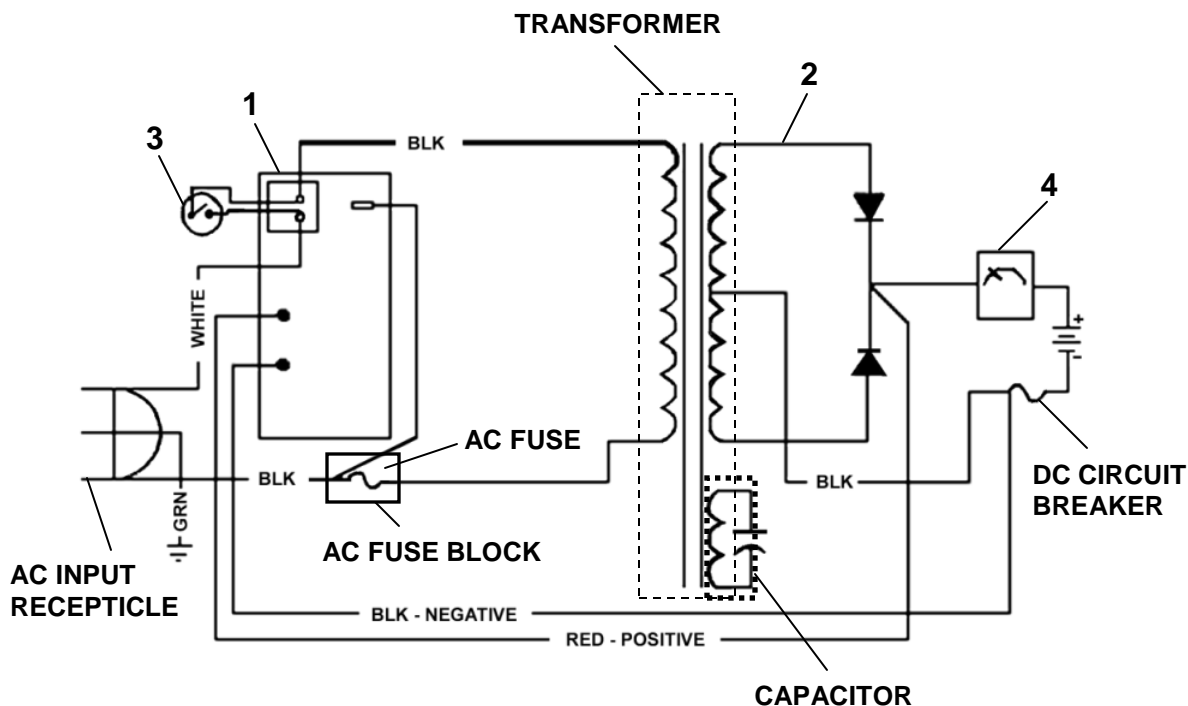 TRANSFORMER
2
1
BLK
3
4
WHITE
+
-
AC FUSE
BLK
BLK
DC CIRCUIT
BREAKER
GRN
AC FUSE BLOCK
AC INPUT
RECEPTICLE
BLK - NEGATIVE
RED - POSITIVE
CAPACITOR